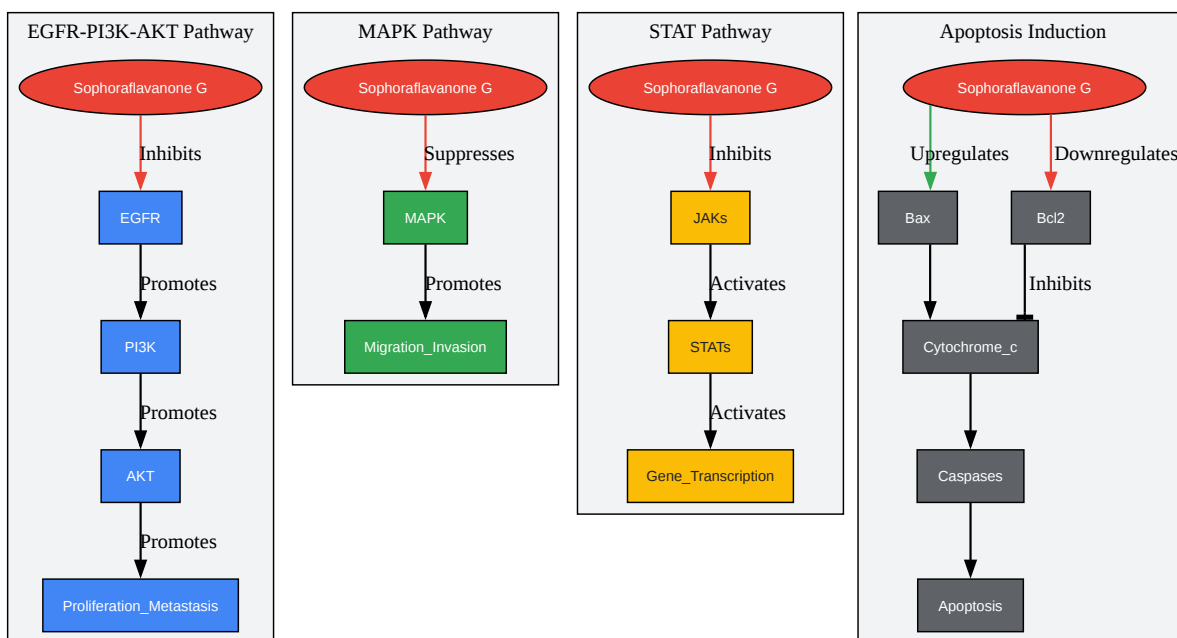 EGFR-PI3K-AKT Pathway
Sophoraflavanone G
Inhibits
EGFR
Promotes
PI3K
Promotes
AKT
Promotes
Proliferation_Metastasis
MAPK Pathway
Sophoraflavanone G
Suppresses
MAPK
Promotes
Migration_Invasion
STAT Pathway
Sophoraflavanone G
Inhibits
JAKs
Activates
STATs
Activates
Gene_Transcription
Apoptosis Induction
Sophoraflavanone G
Upregulates
Downregulates
Bax
Bcl2
Inhibits
Cytochrome_c
Caspases
Apoptosis